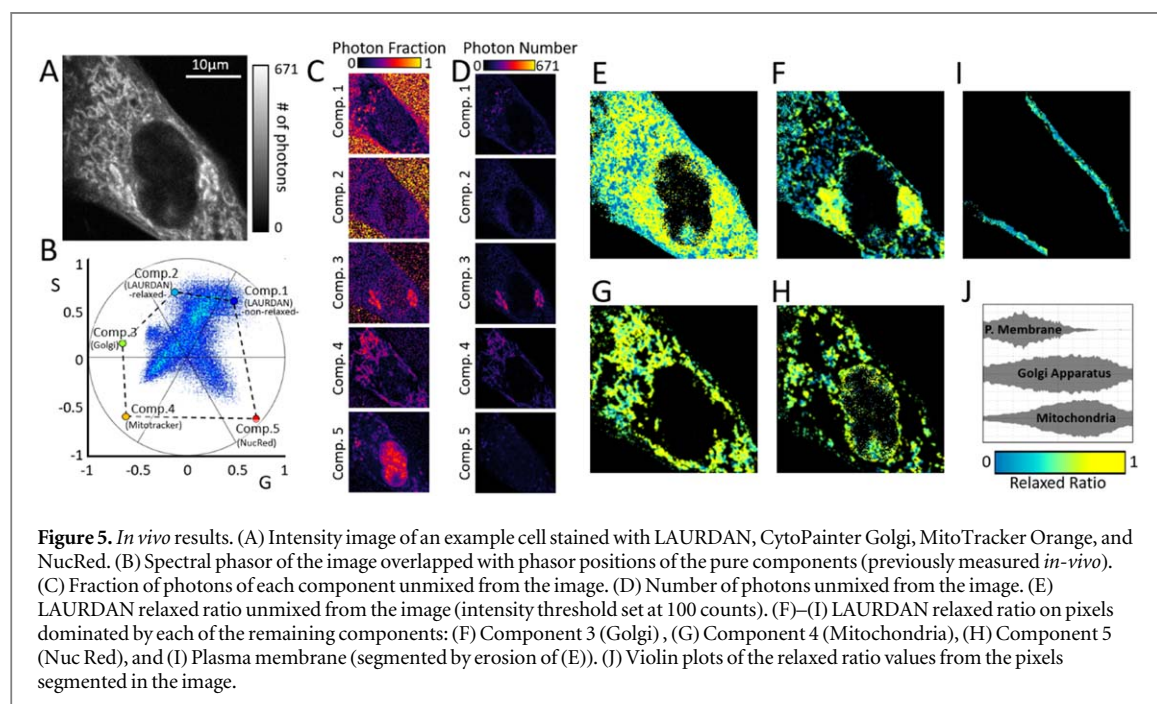 A
10μm
671
# of photons
0
B
S
1
0.5
0
-0.5
-1
-1 -0.5 0 0.5 1
G
Comp.2
(LAURDAN)
-relaxed-
Comp.1
(LAURDAN)
-non-relaxed-
Comp.3
(Golgi)
Comp.4
(Mitotracker)
Comp.5
(NucRed)
C
Photon Fraction
0 1
Comp. 1
Comp. 2
Comp. 3
Comp. 4
Comp. 5
D
Photon Number
0 671
Comp. 1
Comp. 2
Comp. 3
Comp. 4
Comp. 5
E
F
I
G
H
J
P. Membrane
Golgi Apparatus
Mitochondria
0 1
Relaxed Ratio
Figure 5. In vivo results. (A) Intensity image of an example cell stained with LAURDAN, CytoPainter Golgi, MitoTracker Orange, and
NucRed. (B) Spectral phasor of the image overlapped with phasor positions of the pure components (previously measured in-vivo).
(C) Fraction of photons of each component unmixed from the image. (D) Number of photons unmixed from the image. (E)
LAURDAN relaxed ratio unmixed from the image (intensity threshold set at 100 counts). (F)–(I) LAURDAN relaxed ratio on pixels
dominated by each of the remaining components: (F) Component 3 (Golgi) , (G) Component 4 (Mitochondria), (H) Component 5
(Nuc Red), and (I) Plasma membrane (segmented by erosion of (E)). (J) Violin plots of the relaxed ratio values from the pixels
segmented in the image.